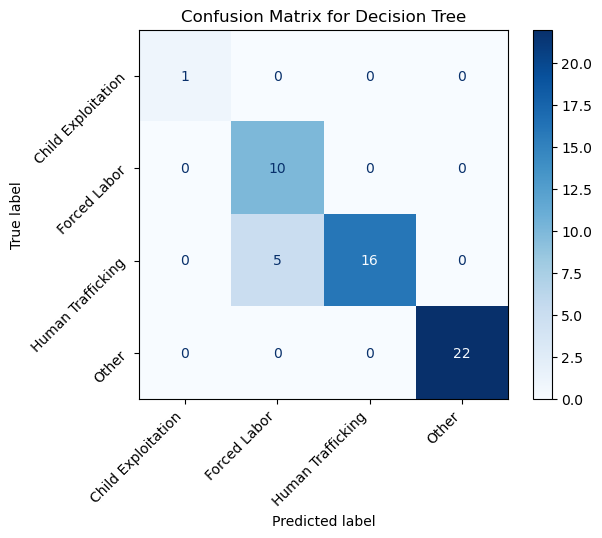 Confusion Matrix for Decision Tree
True label
Child Exploitation
Forced Labor
Human Trafficking
Other
1 0 0 0
0 10 0 0
0 5 16 0
0 0 0 22
Child Exploitation
Forced Labor
Human Trafficking
Other
Predicted label
20.0
17.5
15.0
12.5
10.0
7.5
5.0
2.5
0.0